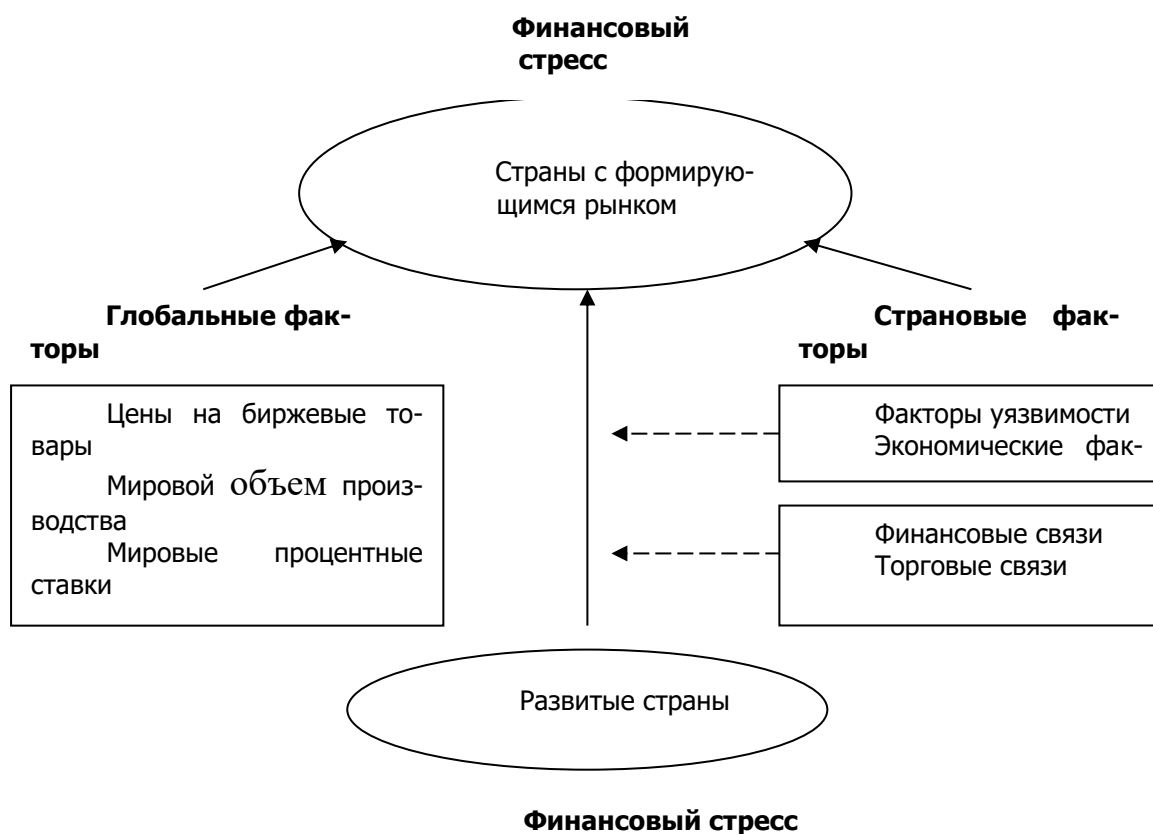 Финансовый
стресс
Страны с формирую-
щимся рынком
Глобальные фак-
торы
Страновые фак-
торы
Цены на биржевые то-
вары
Мировой объем произ-
водства
Мировые процентные
ставки
Факторы уязвимости
Экономические фак-
Финансовые связи
Торговые связи
Развитые страны
Финансовый стресс